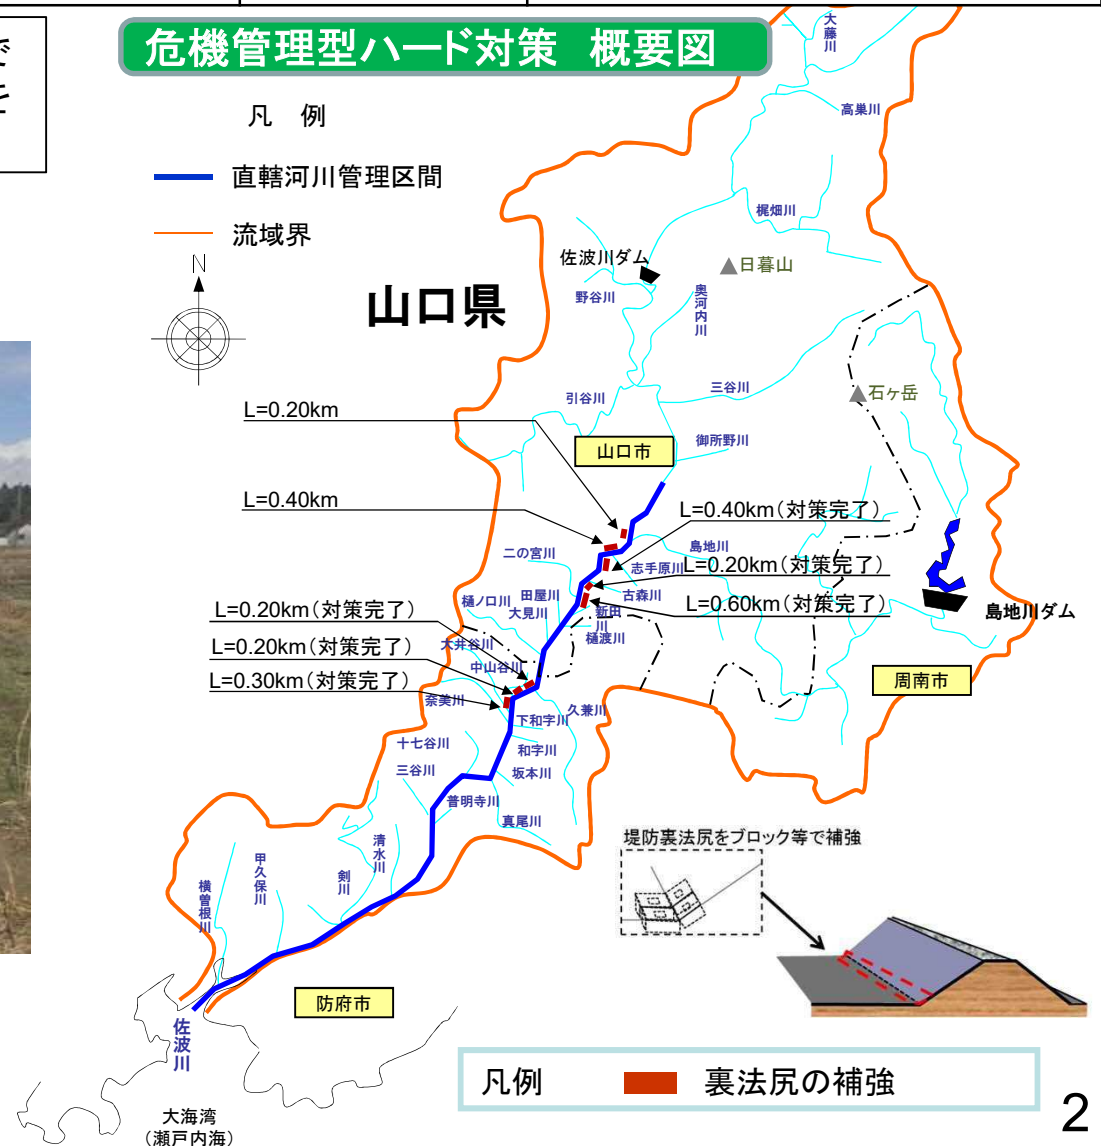 で
を
危機管理型ハード対策 概要図
凡 例
直轄河川管理区間
流域界
N
山口県
大藤川
高巣川
梶畑川
佐波川ダム
日暮山
野谷川
奥河内川
三谷川
石ヶ岳
引谷川
L=0.20km
山口市
御所野川
L=0.40km
L=0.40km(対策完了)
二の宮川
島地川
志手原川
L=0.20km(対策完了)
田屋川
古森川
樋ノ口川
大見川
新田川
L=0.60km(対策完了)
L=0.20km(対策完了)
島地川ダム
樋渡川
大井谷川
L=0.20km(対策完了)
中山谷川
L=0.30km(対策完了)
周南市
奈美川
久兼川
下和字川
十七谷川
和字川
三谷川
坂本川
普明寺川
真尾川
清水川
堤防裏法尻をブロック等で補強
甲久保川
剣川
横曽根川
防府市
佐波川
大海湾
(瀬戸内海)
凡例
裏法尻の補強
2